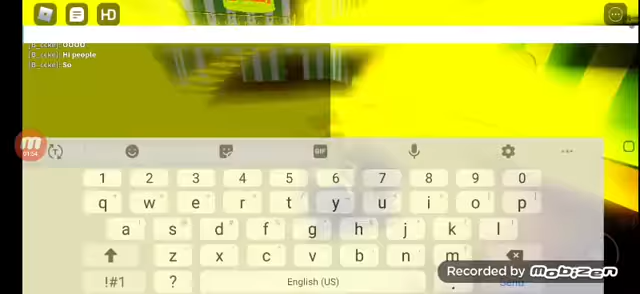 HD
Hi people
So
M
01:54
T
GIF
1 2 3 4 5 6 7 8 9 0
q w e r t y u i o p
a s d f g h j k l
z x c v b n m
!#1 ? English (US) . Send
Recorded by Mobizen